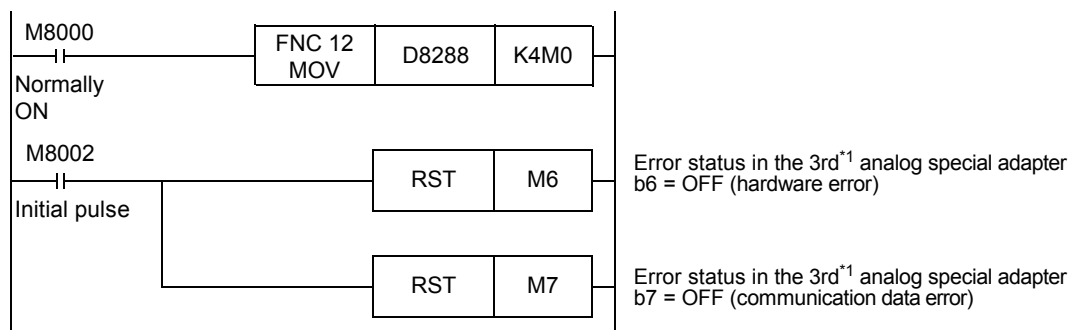 M8000
FNC 12
MOV
D8288
K4M0
Normally
ON
M8002
RST
M6
Error status in the 3rd*1 analog special adapter
b6 = OFF (hardware error)
Initial pulse
RST
M7
Error status in the 3rd*1 analog special adapter
b7 = OFF (communication data error)